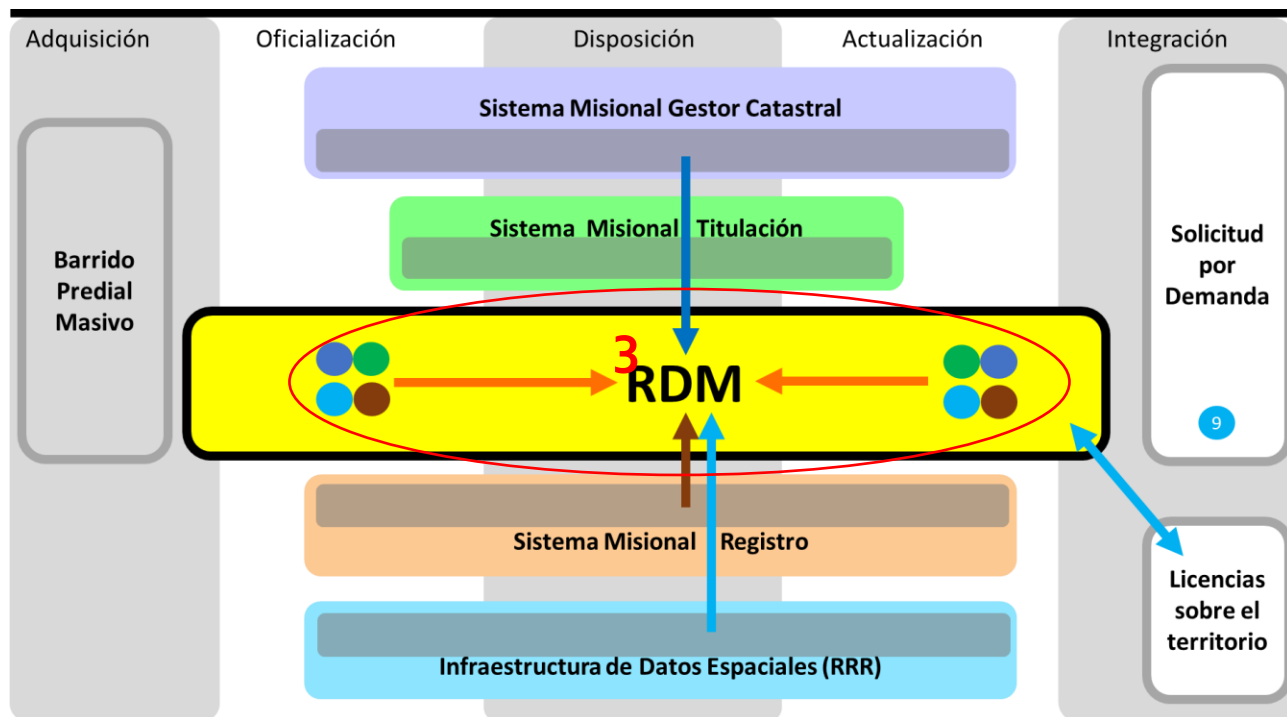 Adquisición
Oficialización
Disposición
Actualización
Integración
Sistema Misional Gestor Catastral
Sistema Misional Titulación
Barrido
Predial
Masivo
Solicitud
por
Demanda
3
RDM
9
Sistema Misional Registro
Licencias
sobre el
territorio
Infraestructura de Datos Espaciales (RRR)